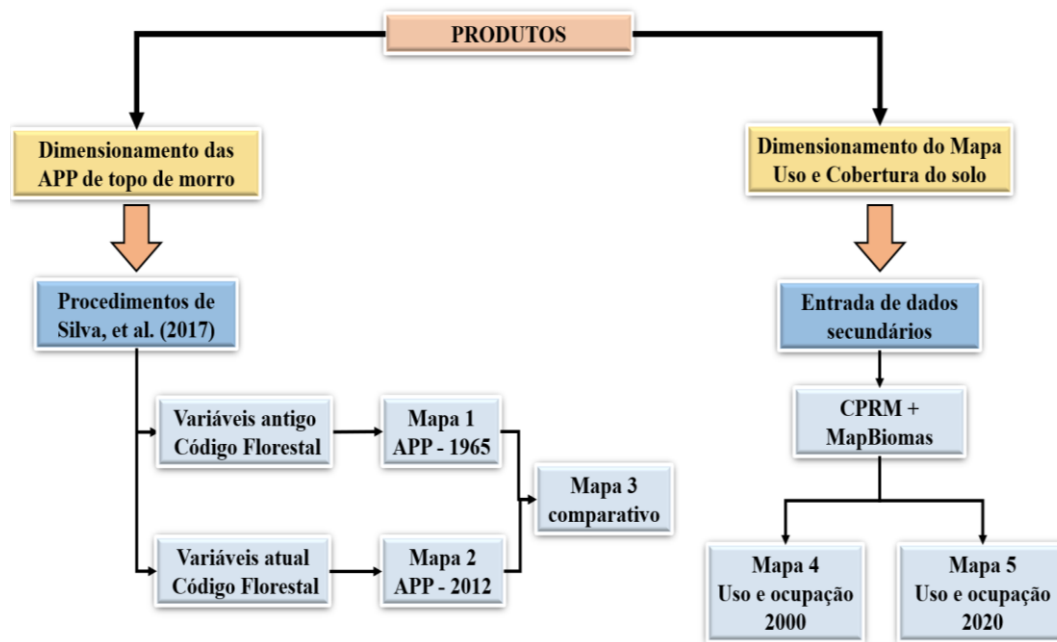 PRODUTOS
Dimensionamento das
APP de topo de morro
Dimensionamento do Mapa
Uso e Cobertura do solo
Procedimentos de
Silva, et al. (2017)
Entrada de dados
secundários
Variáveis antigo
Código Florestal
Mapa 1
APP - 1965
Mapa 3
comparativo
Variáveis atual
Código Florestal
Mapa 2
APP - 2012
CPRM +
MapBiomas
Mapa 4
Uso e ocupação
2000
Mapa 5
Uso e ocupação
2020